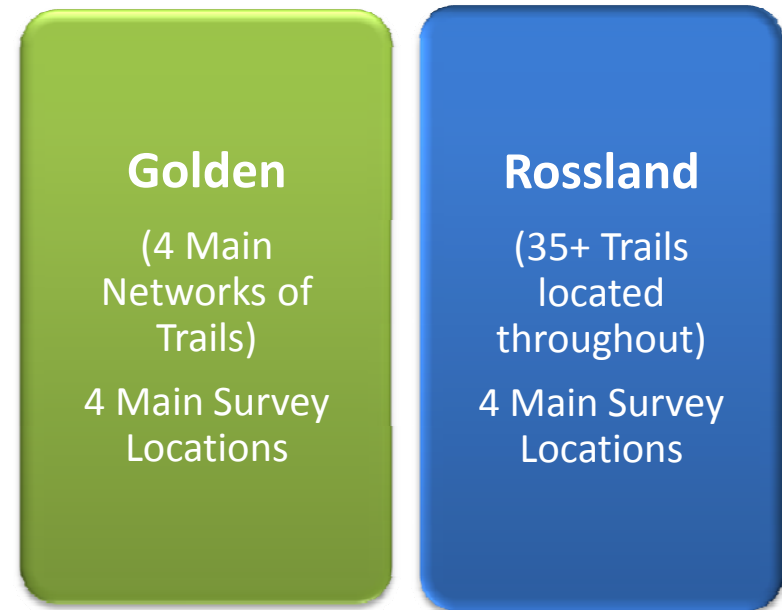 Golden
(4 Main
Networks of
Trails)
4 Main Survey
Locations
Rossland
(35+ Trails
located
throughout)
4 Main Survey
Locations